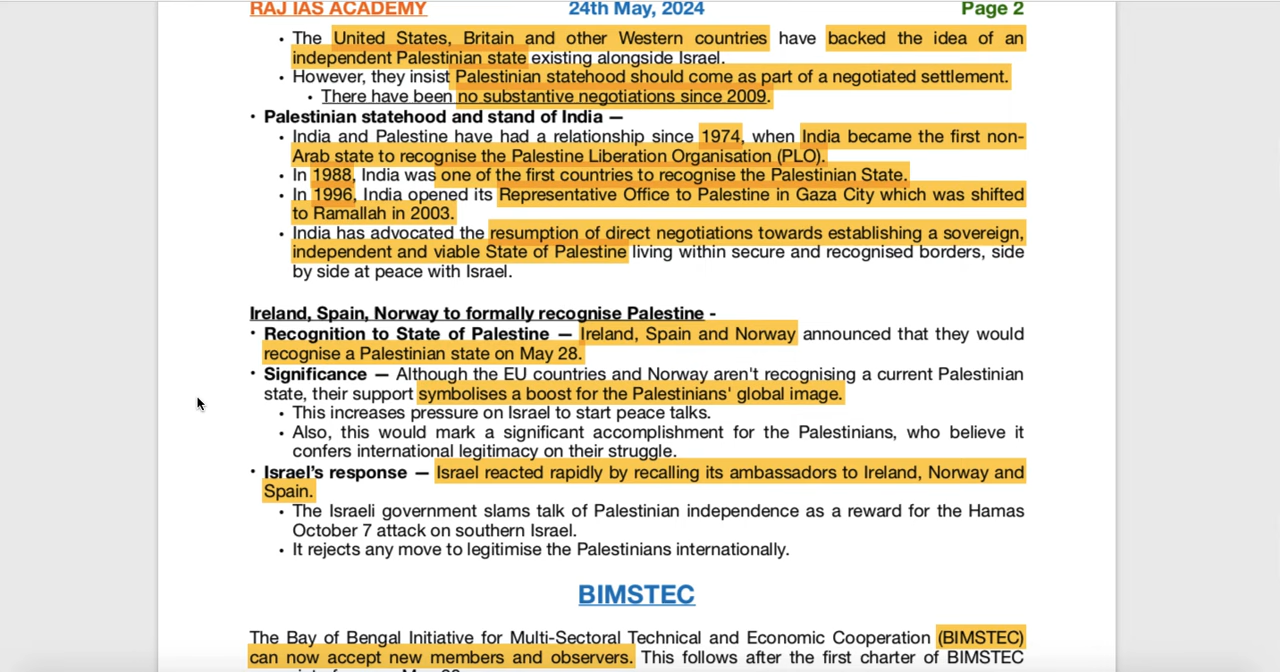 RAJ IAS ACADEMY 24th May, 2024 Page 2
• The United States, Britain and other Western countries have backed the idea of an
independent Palestinian state existing alongside Israel.
• However, they insist Palestinian statehood should come as part of a negotiated settlement.
• There have been no substantive negotiations since 2009.
• Palestinian statehood and stand of India —
• India and Palestine have had a relationship since 1974, when India became the first non-
Arab state to recognise the Palestine Liberation Organisation (PLO).
• In 1988, India was one of the first countries to recognise the Palestinian State.
• In 1996, India opened its Representative Office to Palestine in Gaza City which was shifted
to Ramallah in 2003.
• India has advocated the resumption of direct negotiations towards establishing a sovereign,
independent and viable State of Palestine living within secure and recognised borders, side
by side at peace with Israel.
Ireland, Spain, Norway to formally recognise Palestine -
• Recognition to State of Palestine — Ireland, Spain and Norway announced that they would
recognise a Palestinian state on May 28.
• Significance — Although the EU countries and Norway aren't recognising a current Palestinian
state, their support symbolises a boost for the Palestinians' global image.
• This increases pressure on Israel to start peace talks.
• Also, this would mark a significant accomplishment for the Palestinians, who believe it
confers international legitimacy on their struggle.
• Israel's response — Israel reacted rapidly by recalling its ambassadors to Ireland, Norway and
Spain.
• The Israeli government slams talk of Palestinian independence as a reward for the Hamas
October 7 attack on southern Israel.
• It rejects any move to legitimise the Palestinians internationally.
BIMSTEC
The Bay of Bengal Initiative for Multi-Sectoral Technical and Economic Cooperation (BIMSTEC)
can now accept new members and observers. This follows after the first charter of BIMSTEC